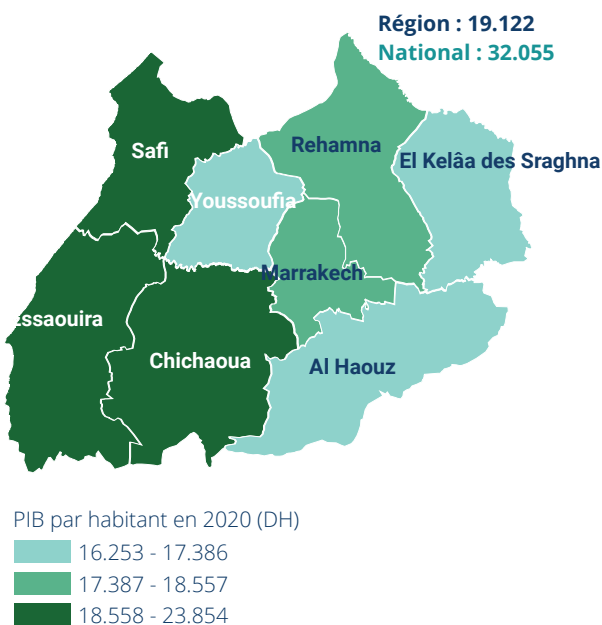 Région : 19.122
National : 32.055
Safi
Rehamna
El Kelâa des Sraghna
Youssoufia
Marrakech
Essaouira
Chichaoua
Al Haouz
PIB par habitant en 2020 (DH)
16.253 - 17.386
17.387 - 18.557
18.558 - 23.854